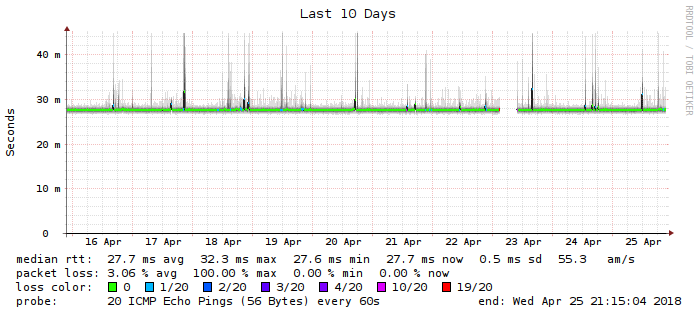 Last 10 Days
RRDTOOL / TOBI OETIKER
Seconds
40 m
30 m
20 m
10 m
0
16 Apr 17 Apr 18 Apr 19 Apr 20 Apr 21 Apr 22 Apr 23 Apr 24 Apr 25 Apr
median rtt: 27.7 ms avg 32.3 ms max 27.6 ms min 27.7 ms now 0.5 ms sd 55.3 am/s
packet loss: 3.06 % avg 100.00 % max 0.00 % min 0.00 % now
loss color: 0 1/20 2/20 3/20 4/20 10/20 19/20
probe: 20 ICMP Echo Pings (56 Bytes) every 60s end: Wed Apr 25 21:15:04 2018